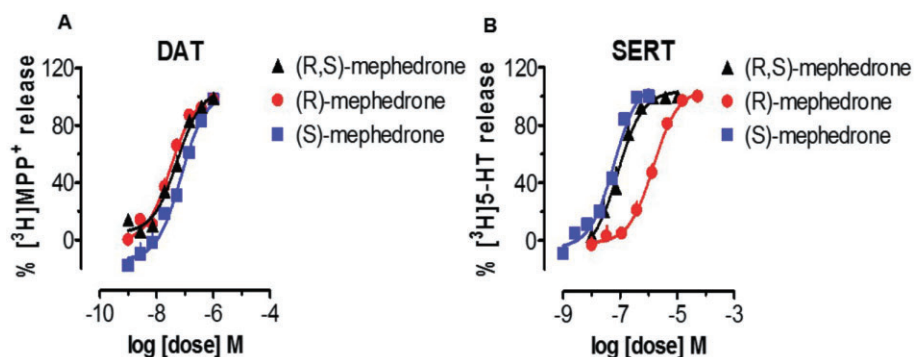 A
DAT
% [³H]MPP⁺ release
120
80
40
0
-10
-8
-6
-4
log [dose] M
(R,S)-mephedrone
(R)-mephedrone
(S)-mephedrone
B
SERT
% [³H]5-HT release
120
80
40
0
-9
-7
-5
-3
log [dose] M
(R,S)-mephedrone
(R)-mephedrone
(S)-mephedrone